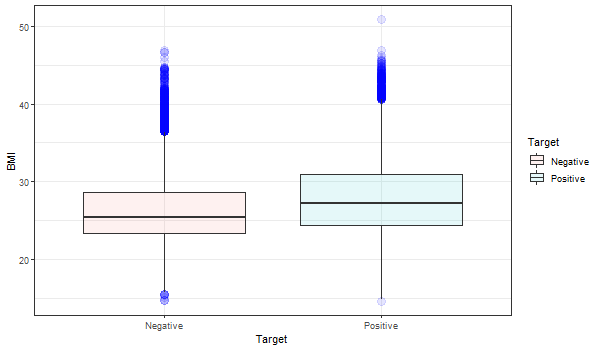 50
40
30
20
BMI
Negative
Positive
Target
Target
Negative
Positive